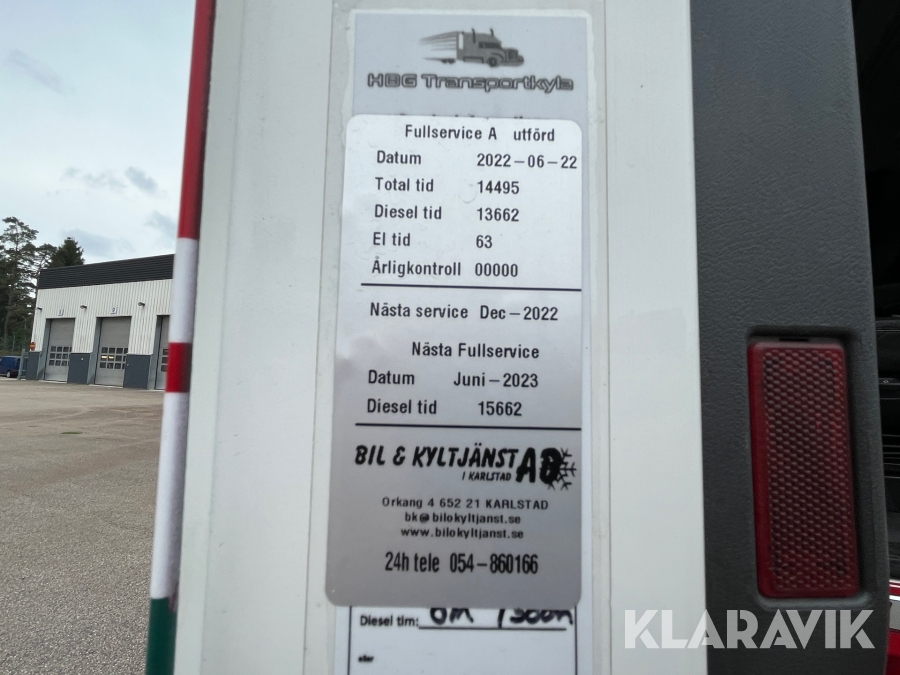 HBG Transportkyla
Fullservice A utförd
Datum 2022-06-22
Total tid 14495
Diesel tid 13662
El tid 63
Årligkontroll 00000
Nästa service Dec-2022
Nästa Fullservice
Datum Juni-2023
Diesel tid 15662
BIL & KYLTJÄNST AB
I KARLSTAD
Orkang 4 652 21 KARLSTAD
bk@bilokyltjanst.se
www.bilokyltjanst.se
24h tele 054-860166
Diesel tim:
eller
KLARAVIK